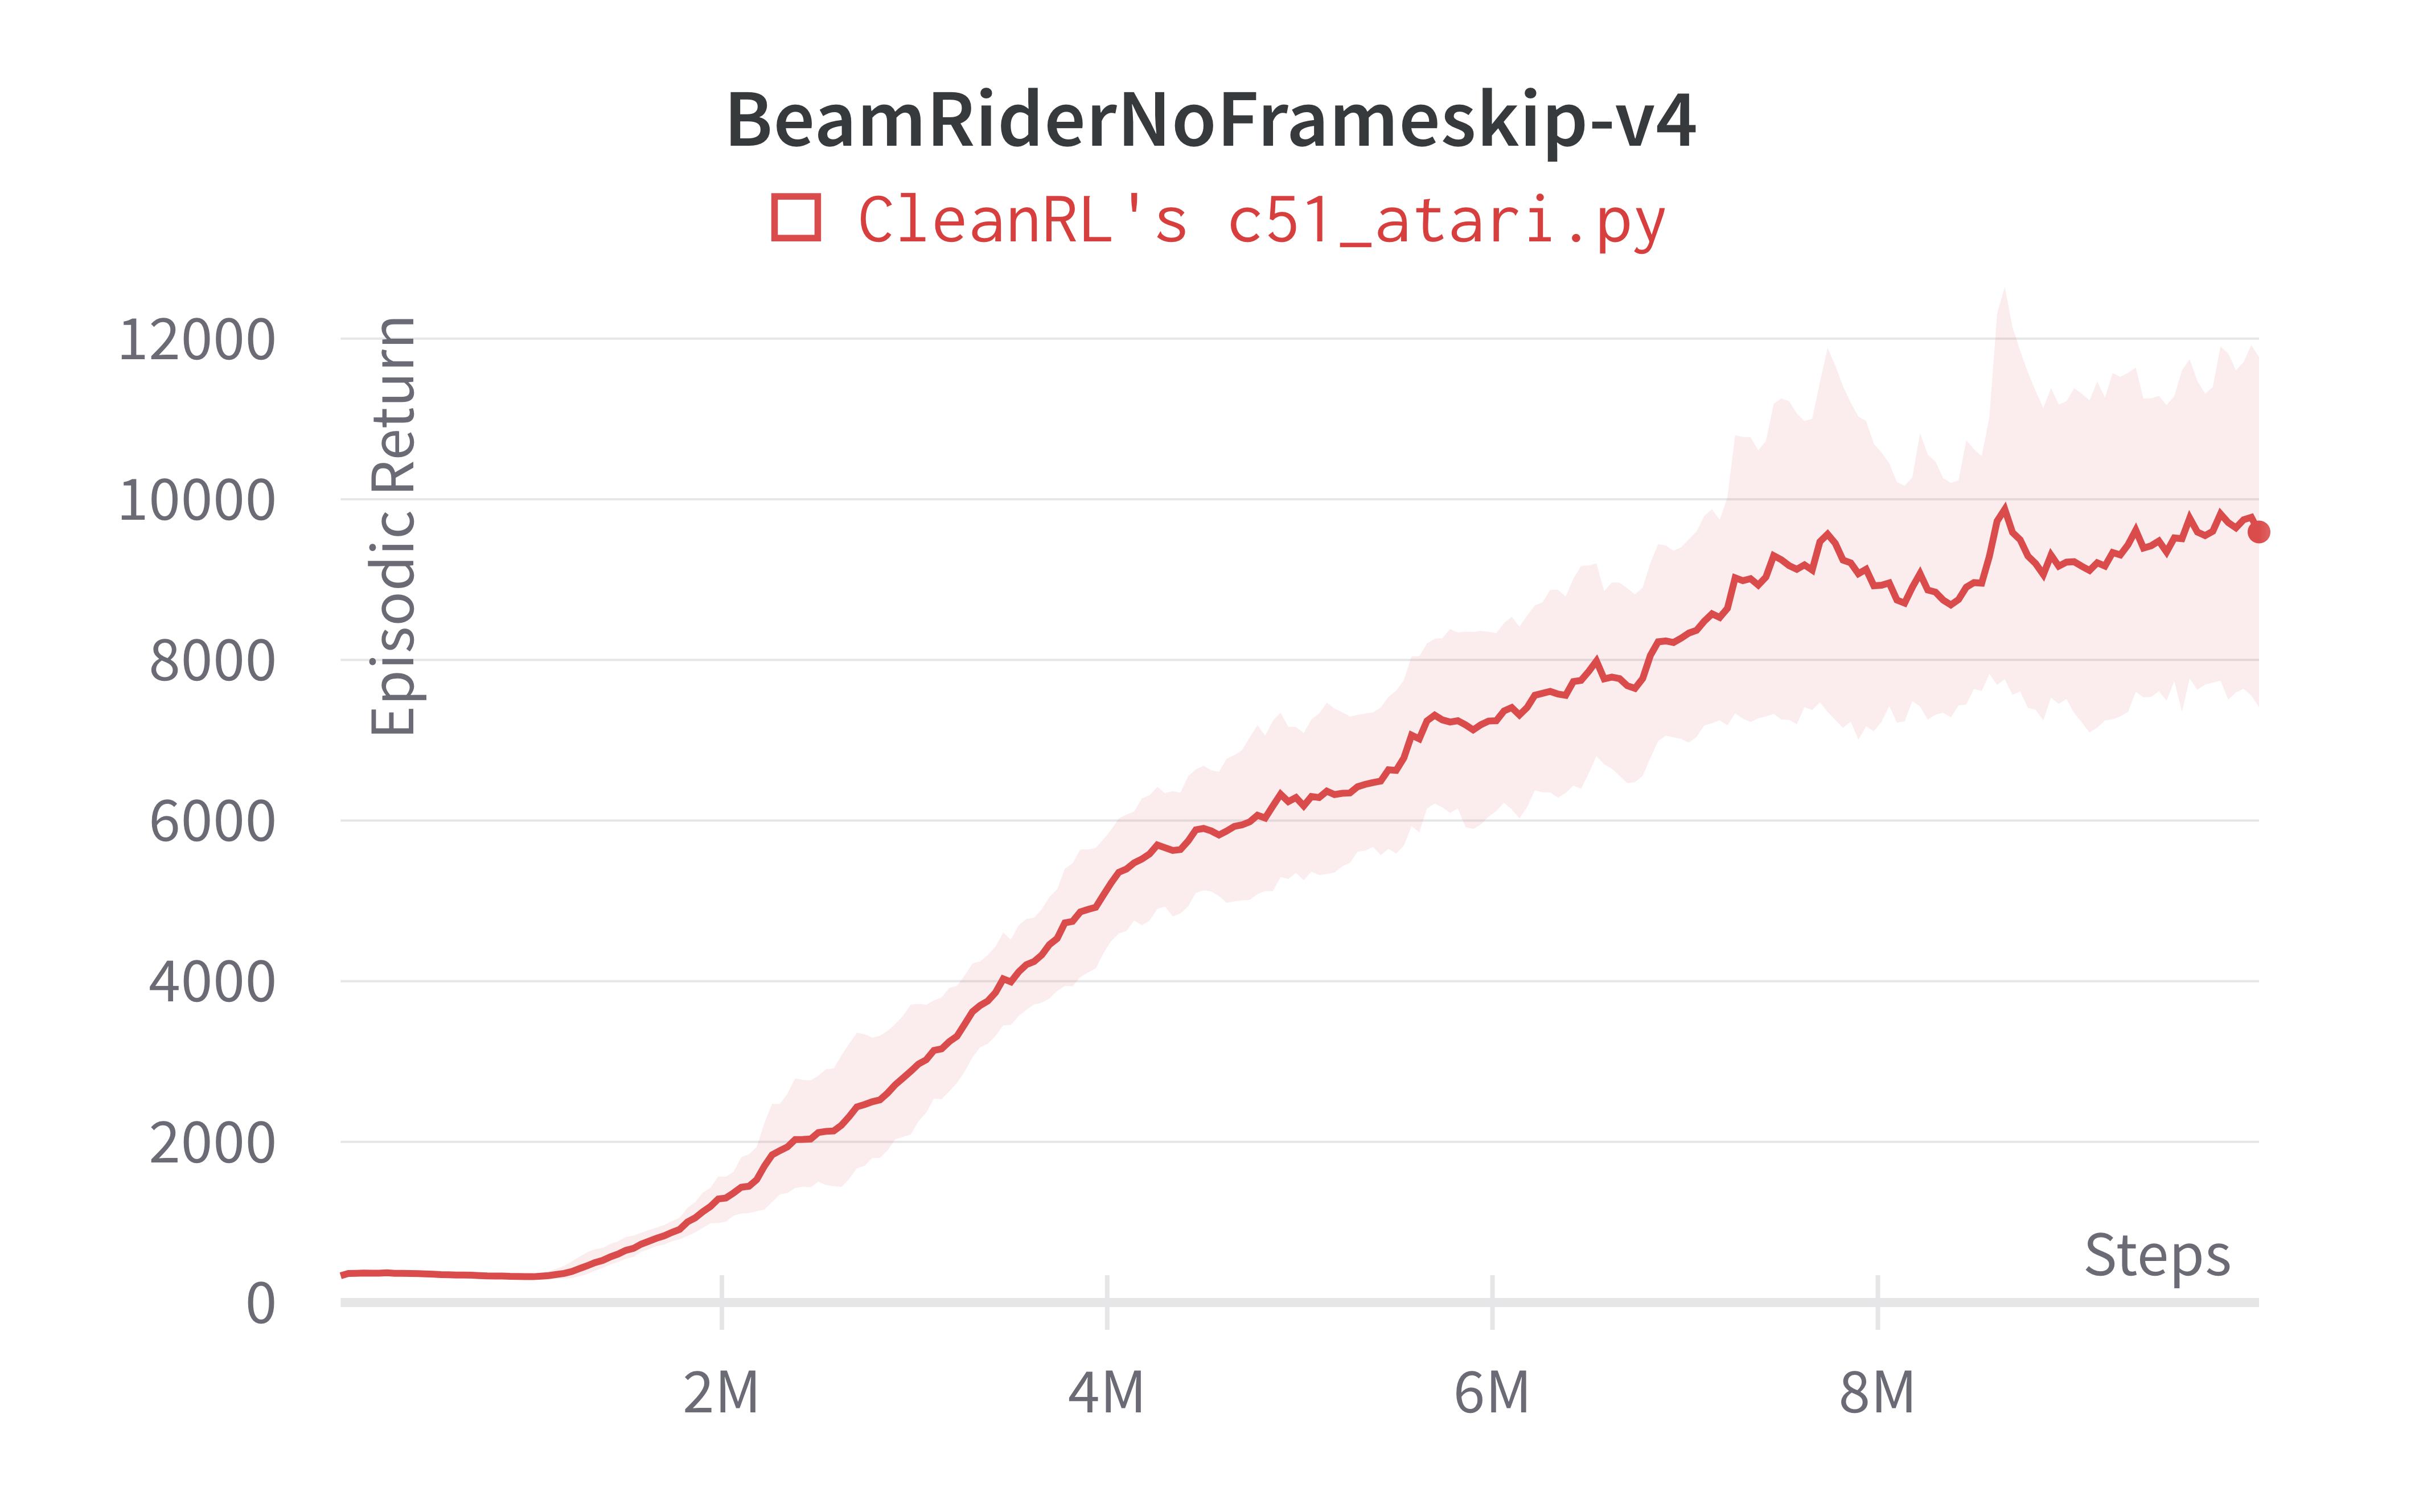 BeamRiderNoFrameskip-v4
CleanRL's c51_atari.py
Episodic Return
12000
10000
8000
6000
4000
2000
0
Steps
2M
4M
6M
8M